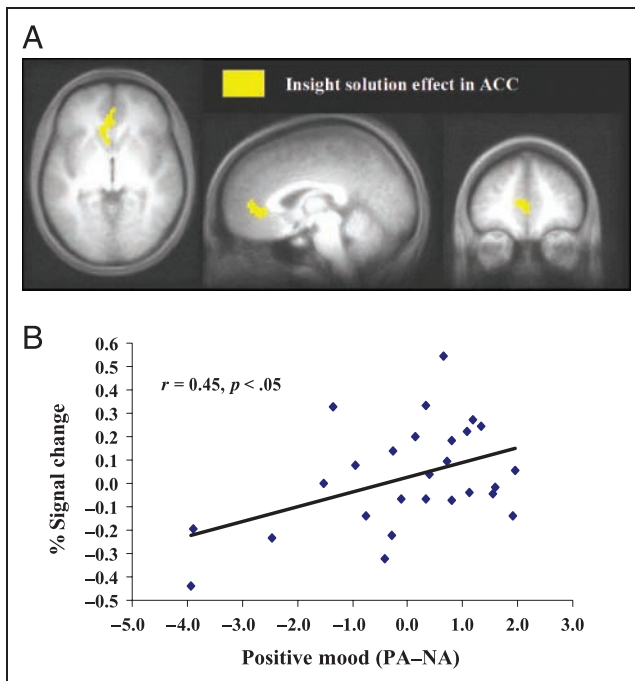 A
Insight solution effect in ACC
B
0.6
0.5
0.4
0.3
0.2
0.1
0.0
−0.1
−0.2
−0.3
−0.4
−0.5
% Signal change
r = 0.45, p < .05
−5.0 −4.0 −3.0 −2.0 −1.0 0.0 1.0 2.0 3.0
Positive mood (PA–NA)